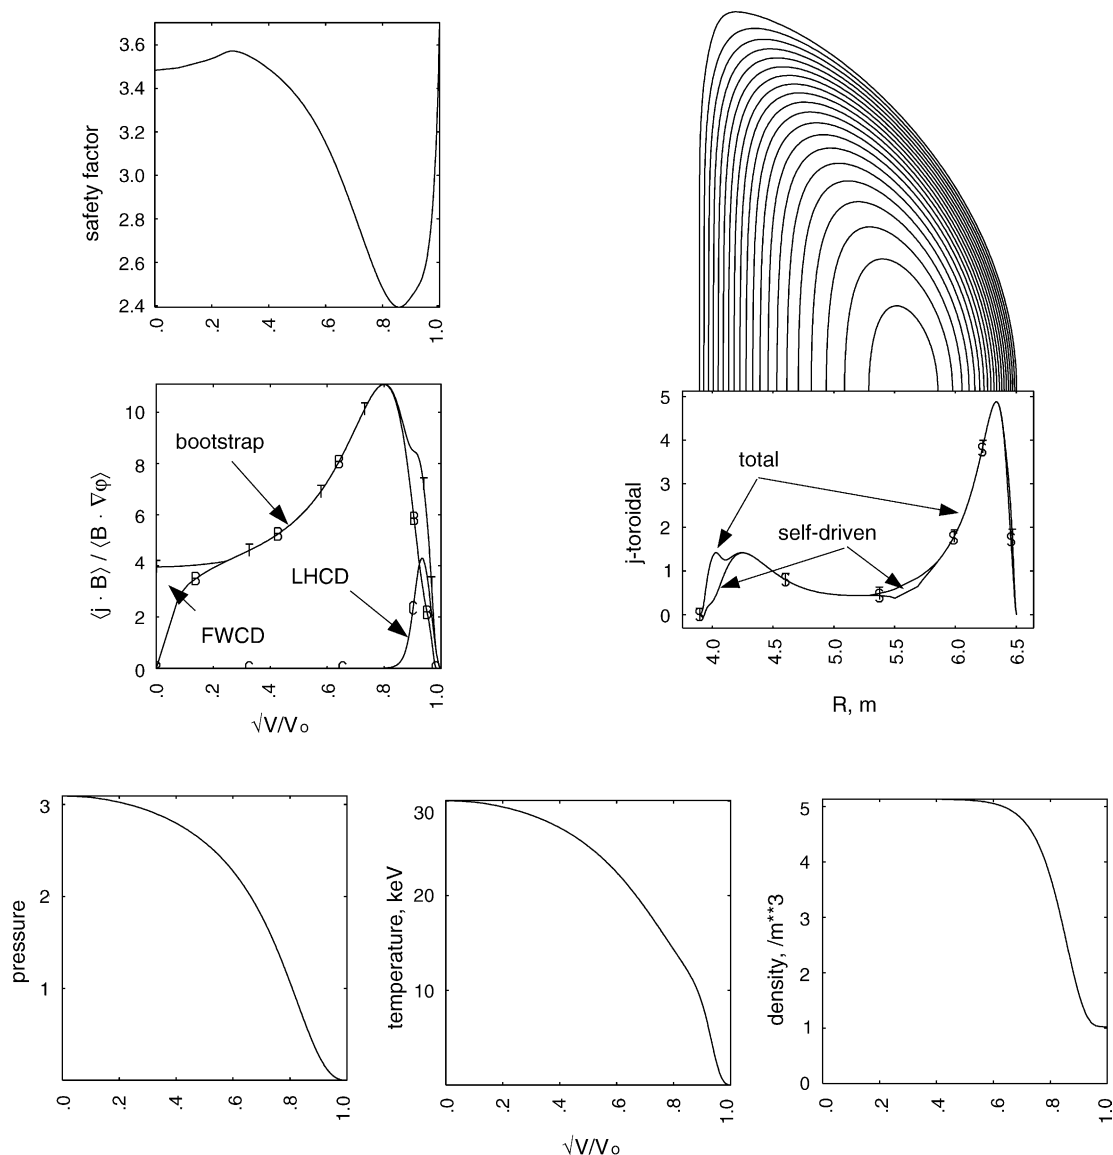 3.6
3.4
3.2
3.0
2.8
2.6
2.4
safety factor
.0
.2
.4
.6
.8
1.0
10
8
6
4
2
0
⟨j · B⟩ / ⟨B · ∇φ⟩
bootstrap
LHCD
FWCD
T
B
T
B
T
B
T
B
T
C
B
T
C
C
.0
.2
.4
.6
.8
1.0
√V/Vo
5
4
3
2
1
0
j-toroidal
total
self-driven
4.0
4.5
5.0
5.5
6.0
6.5
R, m
3
2
1
pressure
.0
.2
.4
.6
.8
1.0
30
20
10
temperature, keV
.0
.2
.4
.6
.8
1.0
√V/Vo
5
4
3
2
1
0
density, /m**3
.0
.2
.4
.6
.8
1.0